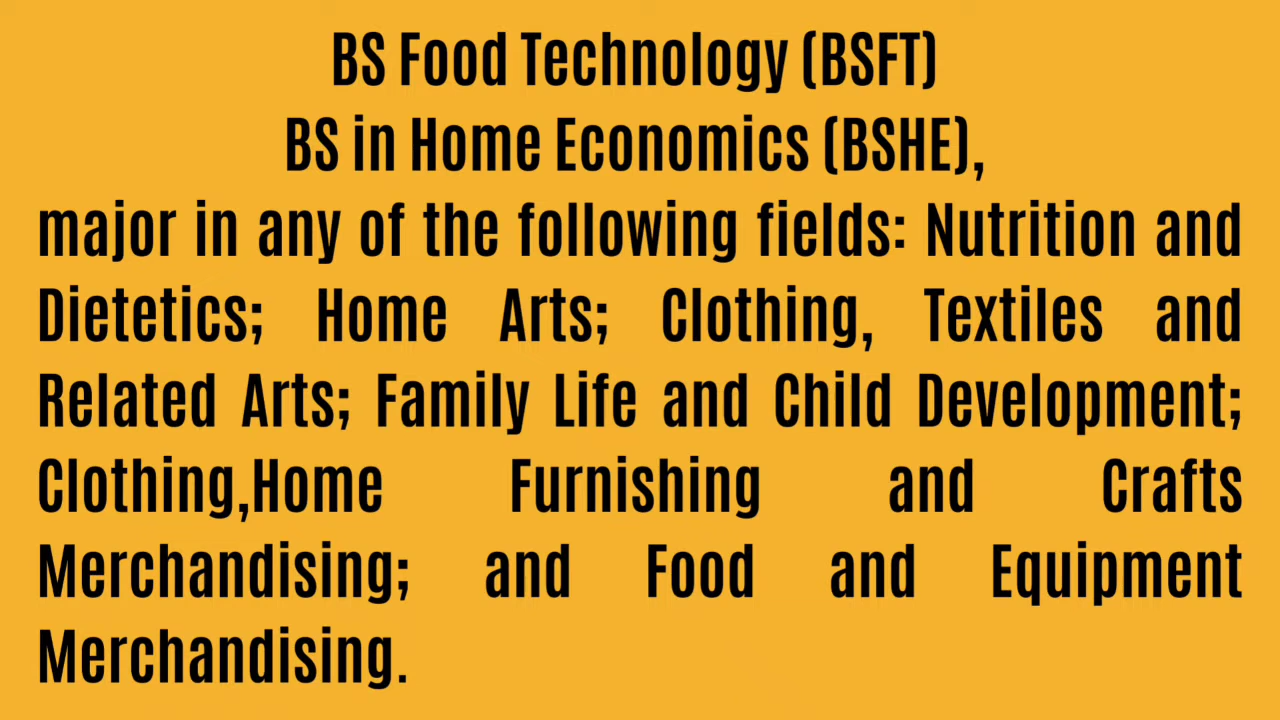 BS Food Technology (BSFT)
BS in Home Economics (BSHE),
major in any of the following fields: Nutrition and
Dietetics; Home Arts; Clothing, Textiles and
Related Arts; Family Life and Child Development;
Clothing,Home Furnishing and Crafts
Merchandising; and Food and Equipment
Merchandising.